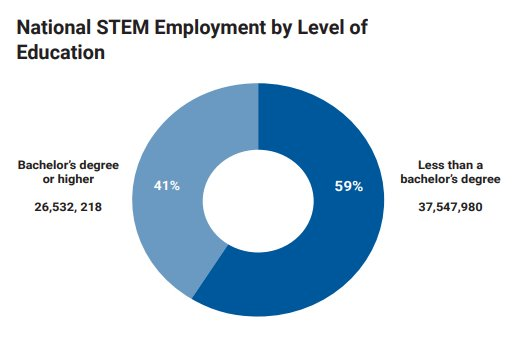 National STEM Employment by Level of
Education
Bachelor's degree
or higher
26,532, 218
41%
59%
Less than a
bachelor's degree
37,547,980